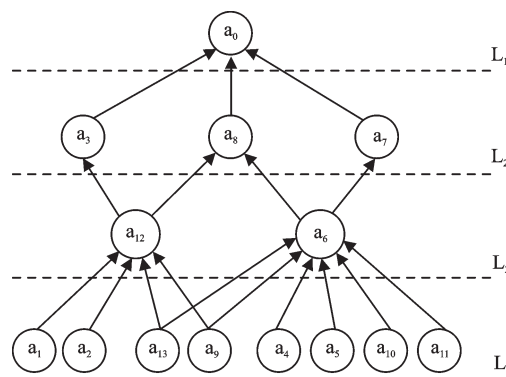 a₀
L₁
a₃ a₈ a₇
L₂
a₁₂ a₆
L
a₁ a₂ a₁₃ a₉ a₄ a₅ a₁₀ a₁₁
L